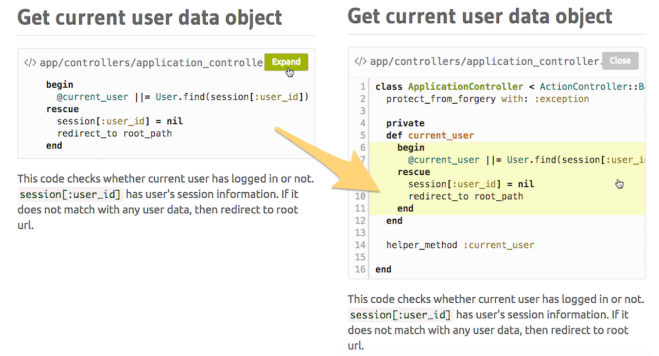 Get current user data object
</> app/controllers/application_controlle
Expand
begin
@current_user ||= User.find(session[:user_id])
rescue
session[:user_id] = nil
redirect_to root_path
end
This code checks whether current user has logged in or not.
session[:user_id] has user's session information. If it
does not match with any user data, then redirect to root
url.
Get current user data object
</> app/controllers/application_controller.
Close
1 class ApplicationController < ActionController::B
2 protect_from_forgery with: :exception
3
4 private
5 def current_user
6 begin
7 @current_user ||= User.find(session[:user_i
rescue
session[:user_id] = nil
10 redirect_to root_path
11 end
12 end
13
14 helper_method :current_user
15
16 end
This code checks whether current user has logged in or not.
session[:user_id] has user's session information. If it
does not match with any user data, then redirect to root
url.